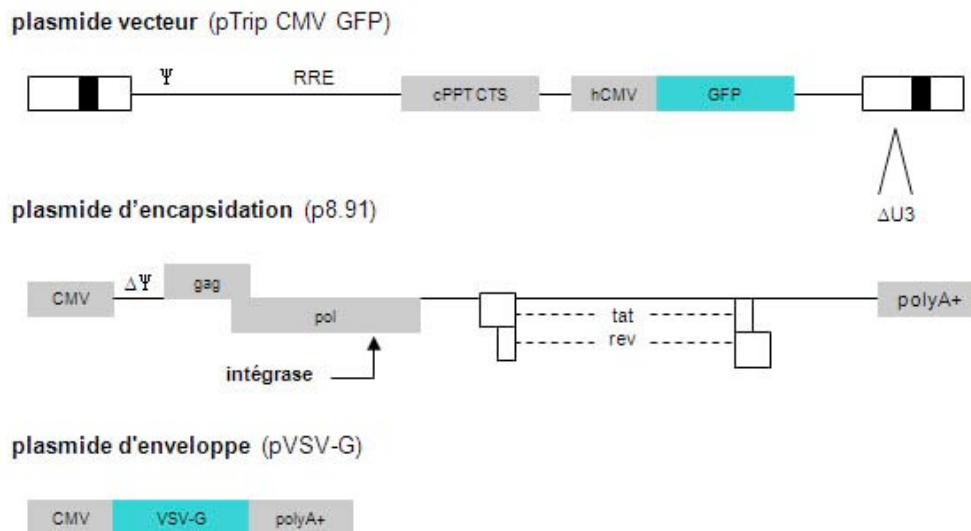 plasmide vecteur (pTrip CMV GFP)
Ψ RRE
cPPT CTS hCMV GFP
ΔU3
plasmide d'encapsidation (p8.91)
ΔΨ gag
CMV polyA+
pol tat
rev
intégrase
plasmide d'enveloppe (pVSV-G)
CMV VSV-G polyA+